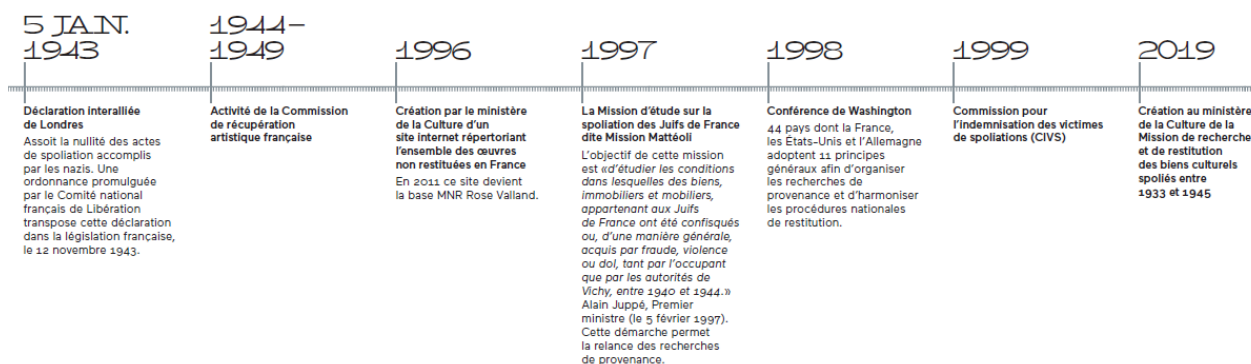 5 JAN.
1943
Déclaration interalliée
de Londres
Assoit la nullité des actes
de spoliation accomplis
par les nazis. Une
ordonnance promulguée
par le Comité national
français de Libération
transpose cette déclaration
dans la législation française,
le 12 novembre 1943.
1944–
1949
Activité de la Commission
de récupération
artistique française
1996
Création par le ministère
de la Culture d'un
site internet répertoriant
l'ensemble des œuvres
non restituées en France
En 2011 ce site devient
la base MNR Rose Valland.
1997
La Mission d'étude sur la
spoliation des Juifs de France
dite Mission Mattéoli
L'objectif de cette mission
est «d'étudier les conditions
dans lesquelles des biens,
immobiliers et mobiliers,
appartenant aux Juifs
de France ont été confisqués
ou, d'une manière générale,
acquis par fraude, violence
ou dol, tant par l'occupant
que par les autorités de
Vichy, entre 1940 et 1944.»
Alain Juppé, Premier
ministre (le 5 février 1997).
Cette démarche permet
la relance des recherches
de provenance.
1998
Conférence de Washington
44 pays dont la France,
les États-Unis et l'Allemagne
adoptent 11 principes
généraux afin d'organiser
les recherches de
provenance et d'harmoniser
les procédures nationales
de restitution.
1999
Commission pour
l'indemnisation des victimes
de spoliations (CIVS)
2019
Création au ministère
de la Culture de la
Mission de recherche
et de restitution
des biens culturels
spoliés entre
1933 et 1945